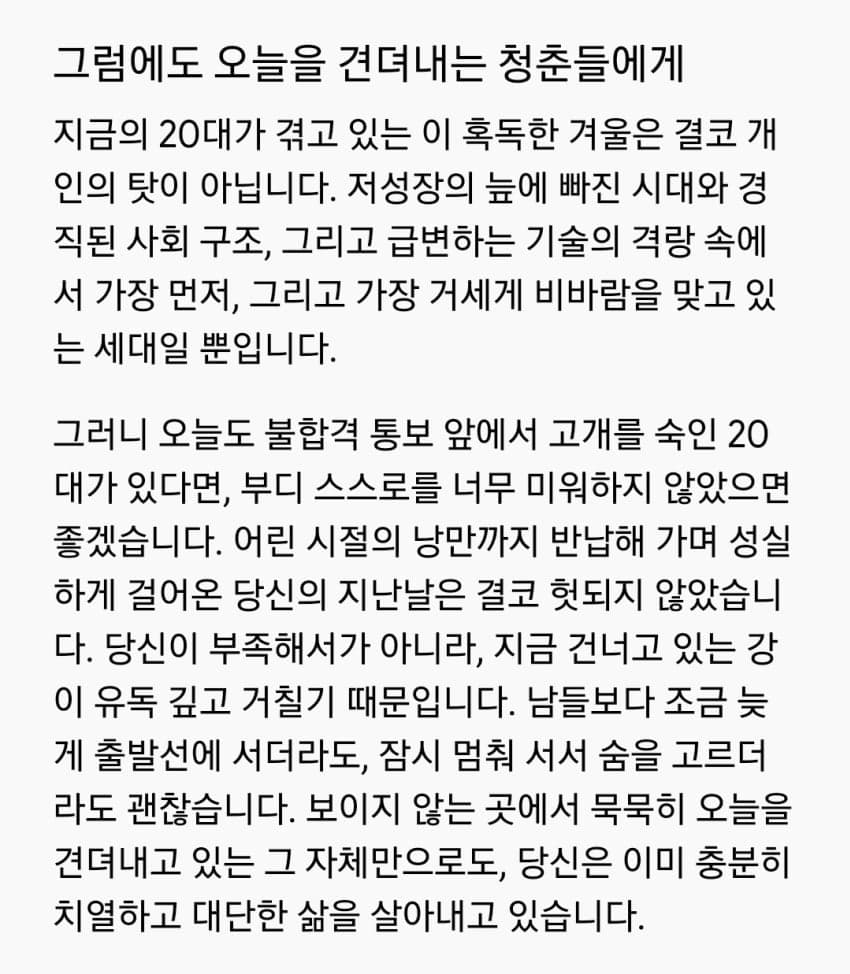 그럼에도 오늘을 견뎌내는 청춘들에게
지금의 20대가 겪고 있는 이 혹독한 겨울은 결코 개
인의 탓이 아닙니다. 저성장의 늪에 빠진 시대와 경
직된 사회 구조, 그리고 급변하는 기술의 격랑 속에
서 가장 먼저, 그리고 가장 거세게 비바람을 맞고 있
는 세대일 뿐입니다.
그러니 오늘도 불합격 통보 앞에서 고개를 숙인 20
대가 있다면, 부디 스스로를 너무 미워하지 않았으면
좋겠습니다. 어린 시절의 낭만까지 반납해 가며 성실
하게 걸어온 당신의 지난날은 결코 헛되지 않았습니
다. 당신이 부족해서가 아니라, 지금 건너고 있는 강
이 유독 깊고 거칠기 때문입니다. 남들보다 조금 늦
게 출발선에 서더라도, 잠시 멈춰 서서 숨을 고르더
라도 괜찮습니다. 보이지 않는 곳에서 묵묵히 오늘을
견뎌내고 있는 그 자체만으로도, 당신은 이미 충분히
치열하고 대단한 삶을 살아내고 있습니다.